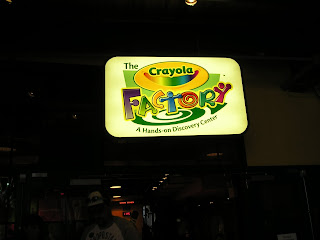 The
Crayola
FACTORY
A Hands-on Discovery Center